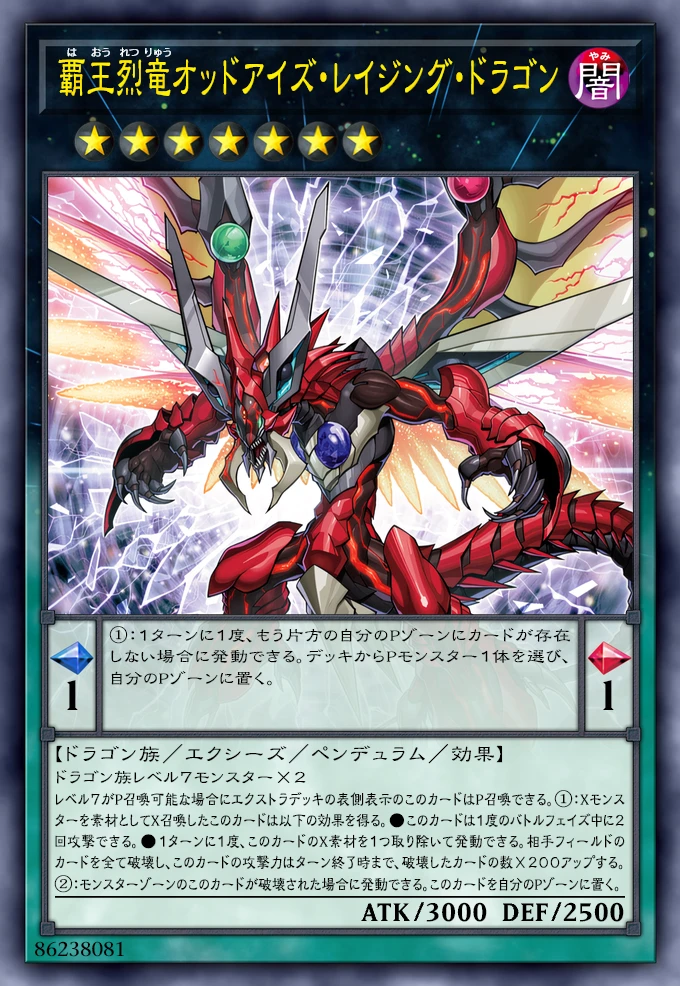 は おう れつ りゅう
覇王烈竜オッドアイズ・レイジング・ドラゴン
やみ
闇
①:1ターンに1度、もう片方の自分のPゾーンにカードが存在
しない場合に発動できる。デッキからPモンスター1体を選び、
自分のPゾーンに置く。
1
1
【ドラゴン族/エクシーズ/ペンデュラム/効果】
ドラゴン族レベル7モンスター×2
レベル7がP召喚可能な場合にエクストラデッキの表側表示のこのカードはP召喚できる。①:Xモンス
ターを素材としてX召喚したこのカードは以下の効果を得る。●このカードは1度のバトルフェイズ中に2
回攻撃できる。●1ターンに1度、このカードのX素材を1つ取り除いて発動できる。相手フィールドの
カードを全て破壊し、このカードの攻撃力はターン終了時まで、破壊したカードの数×200アップする。
②:モンスターゾーンのこのカードが破壊された場合に発動できる。このカードを自分のPゾーンに置く。
ATK/3000 DEF/2500
86238081